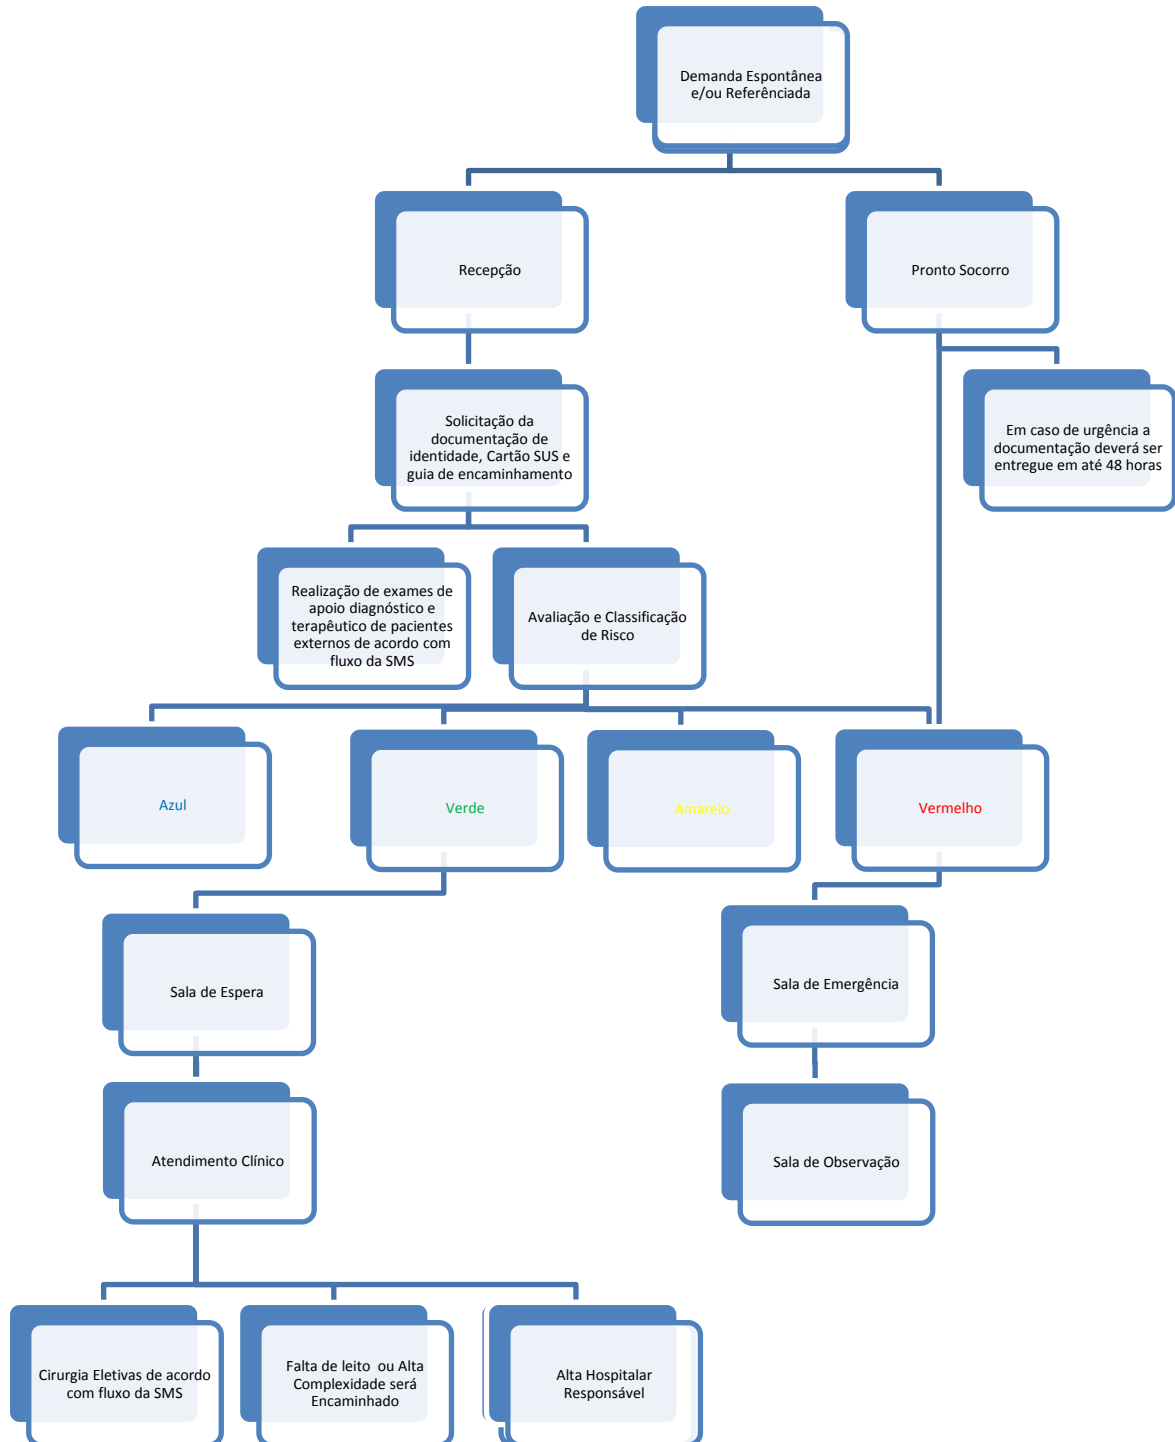 Demanda Espontânea
e/ou Referênciada
Recepção
Pronto Socorro
Solicitação da
documentação de
identidade, Cartão SUS e
guia de encaminhamento
Em caso de urgência a
documentação deverá ser
entregue em até 48 horas
Realização de exames de
apoio diagnóstico e
terapêutico de pacientes
externos de acordo com
fluxo da SMS
Avaliação e Classificação
de Risco
Azul
Verde
Amarelo
Vermelho
Sala de Espera
Sala de Emergência
Atendimento Clínico
Sala de Observação
Cirurgia Eletivas de acordo
com fluxo da SMS
Falta de leito ou Alta
Complexidade será
Encaminhado
Alta Hospitalar
Responsável